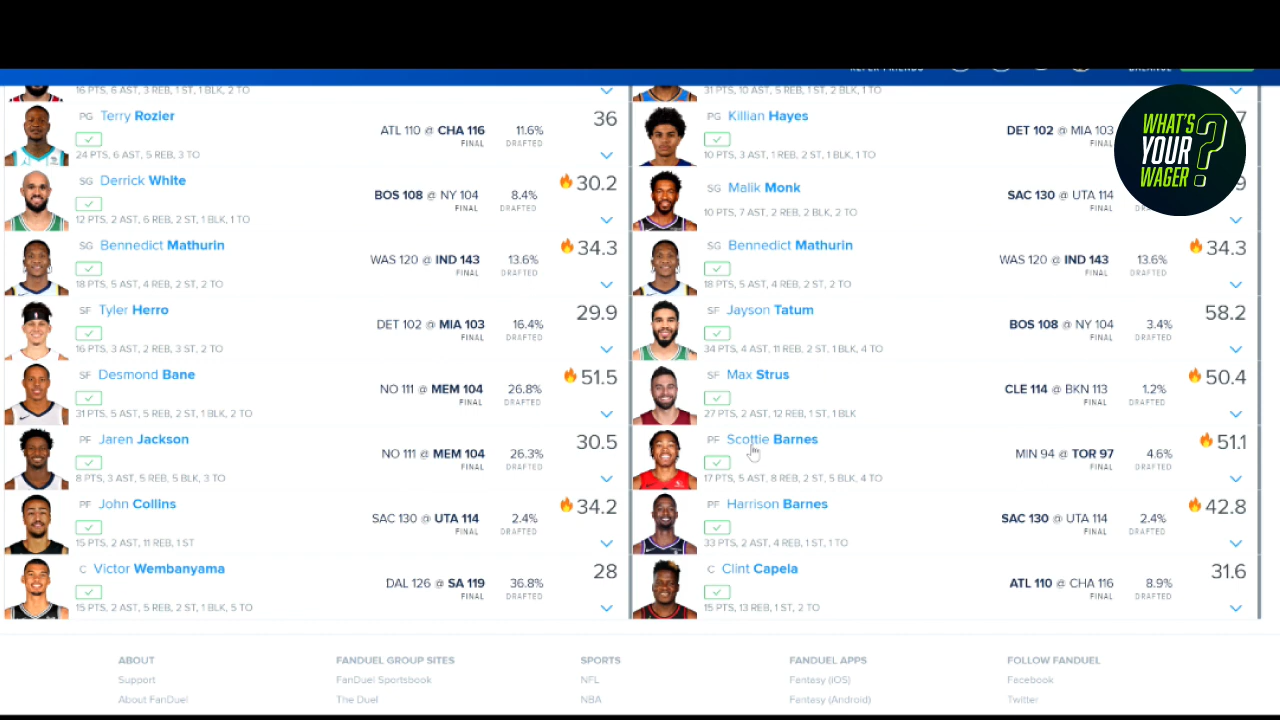 REFER FRIENDS BALANCE
16 PTS, 6 AST, 3 REB, 1 ST, 1 BLK, 2 TO
PG Terry Rozier
ATL 110 @ CHA 116 11.6% 36
FINAL DRAFTED
24 PTS, 6 AST, 5 REB, 3 TO
SG Derrick White
BOS 108 @ NY 104 8.4% 30.2
FINAL DRAFTED
12 PTS, 2 AST, 6 REB, 2 ST, 1 BLK, 1 TO
SG Bennedict Mathurin
WAS 120 @ IND 143 13.6% 34.3
FINAL DRAFTED
18 PTS, 5 AST, 4 REB, 2 ST, 2 TO
SF Tyler Herro
DET 102 @ MIA 103 16.4% 29.9
FINAL DRAFTED
16 PTS, 3 AST, 2 REB, 3 ST, 2 TO
SF Desmond Bane
NO 111 @ MEM 104 26.8% 51.5
FINAL DRAFTED
31 PTS, 5 AST, 5 REB, 2 ST, 1 BLK, 2 TO
PF Jaren Jackson
NO 111 @ MEM 104 26.3% 30.5
FINAL DRAFTED
8 PTS, 3 AST, 5 REB, 5 BLK, 3 TO
PF John Collins
SAC 130 @ UTA 114 2.4% 34.2
FINAL DRAFTED
15 PTS, 2 AST, 11 REB, 1 ST
C Victor Wembanyama
DAL 126 @ SA 119 36.8% 28
FINAL DRAFTED
15 PTS, 2 AST, 5 REB, 2 ST, 1 BLK, 5 TO
31 PTS, 10 AST, 5 REB, 1 ST, 2 BLK, 2 TO
PG Killian Hayes
DET 102 @ MIA 103
FINAL
10 PTS, 3 AST, 1 REB, 2 ST, 1 BLK, 1 TO
SG Malik Monk
SAC 130 @ UTA 114
FINAL
10 PTS, 7 AST, 2 REB, 2 BLK, 2 TO
SG Bennedict Mathurin
WAS 120 @ IND 143 13.6% 34.3
FINAL DRAFTED
18 PTS, 5 AST, 4 REB, 2 ST, 2 TO
SF Jayson Tatum
BOS 108 @ NY 104 3.4% 58.2
FINAL DRAFTED
34 PTS, 4 AST, 11 REB, 2 ST, 1 BLK, 4 TO
SF Max Strus
CLE 114 @ BKN 113 1.2% 50.4
FINAL DRAFTED
27 PTS, 2 AST, 12 REB, 1 ST, 1 BLK
PF Scottie Barnes
MIN 94 @ TOR 97 4.6% 51.1
FINAL DRAFTED
17 PTS, 5 AST, 8 REB, 2 ST, 5 BLK, 2 TO
PF Harrison Barnes
SAC 130 @ UTA 114 2.4% 42.8
FINAL DRAFTED
33 PTS, 2 AST, 4 REB, 1 ST, 1 TO
C Clint Capela
ATL 110 @ CHA 116 8.9% 31.6
FINAL DRAFTED
15 PTS, 13 REB, 1 ST, 2 TO
WHAT'S
YOUR
WAGER
?
ABOUT
Support
About FanDuel
FANDUEL GROUP SITES
FanDuel Sportsbook
The Duel
SPORTS
NFL
NBA
FANDUEL APPS
Fantasy (iOS)
Fantasy (Android)
FOLLOW FANDUEL
Facebook
Twitter